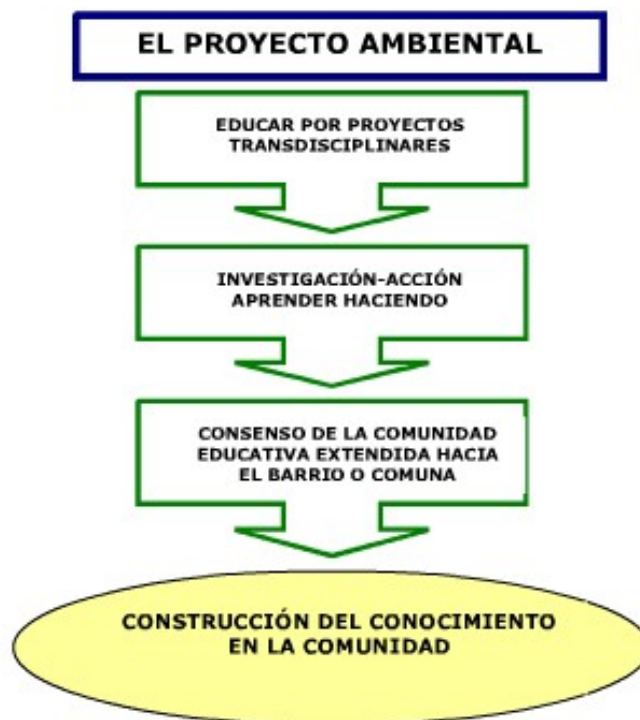 EL PROYECTO AMBIENTAL
EDUCAR POR PROYECTOS
TRANSDISCIPLINARES
INVESTIGACIÓN-ACCIÓN
APRENDER HACIENDO
CONSENSO DE LA COMUNIDAD
EDUCATIVA EXTENDIDA HACIA
EL BARRIO O COMUNA
CONSTRUCCIÓN DEL CONOCIMIENTO
EN LA COMUNIDAD